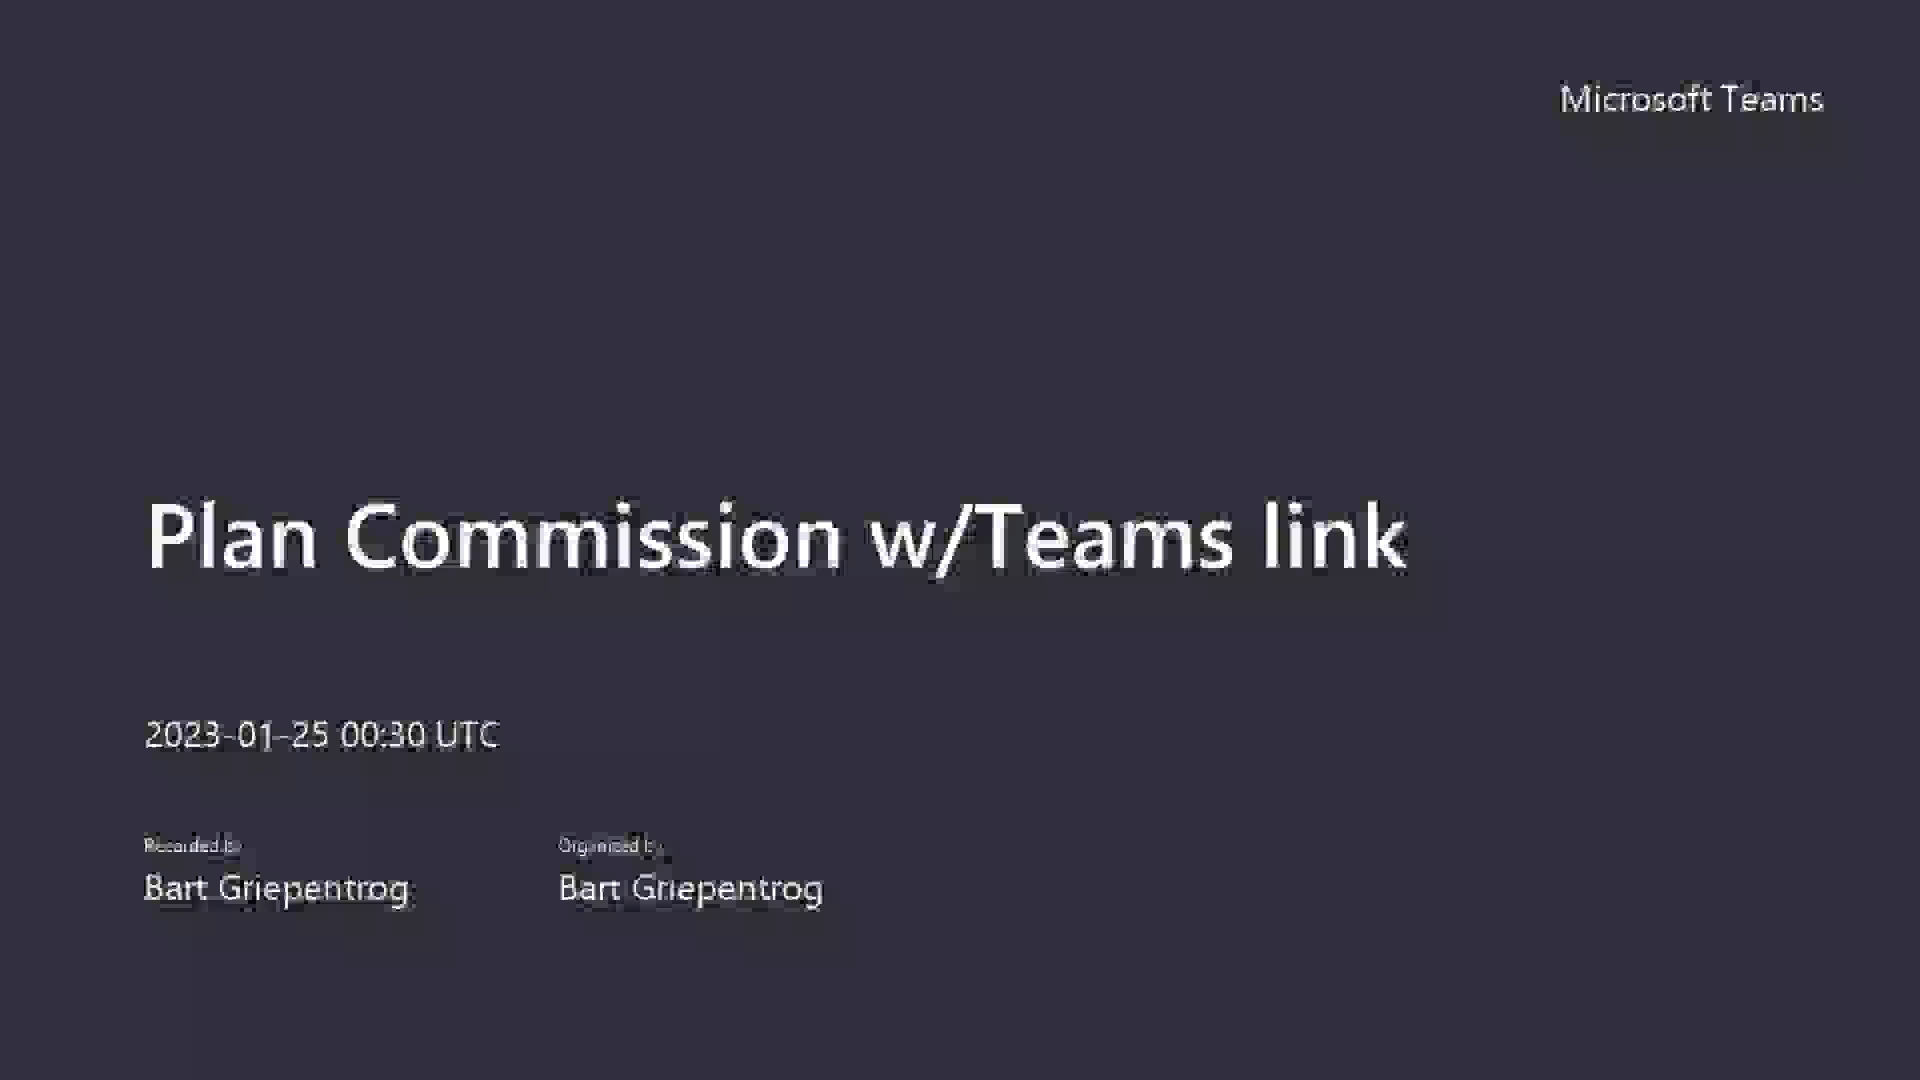 Microsoft Teams
Plan Commission w/Teams link
2023-01-25 00:30 UTC
Recorded by
Organized by
Bart Griepentrog
Bart Griepentrog